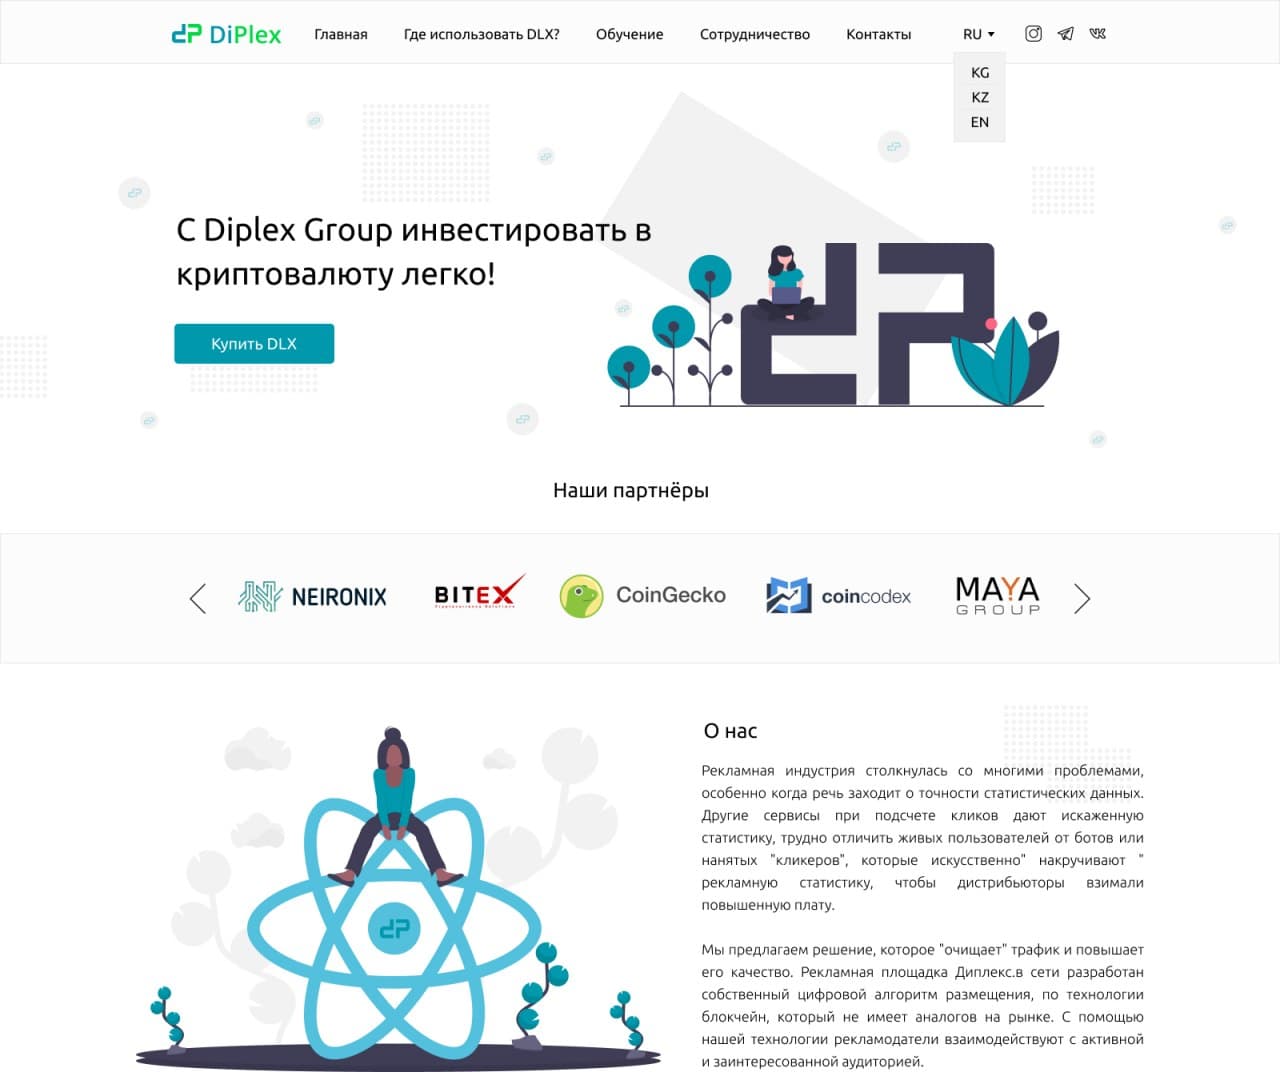 DiPlex
Главная
Где использовать DLX?
Обучение
Сотрудничество
Контакты
RU
KG
KZ
EN
С Diplex Group инвестировать в
криптовалюту легко!
Купить DLX
Наши партнёры
NEIRONIX
BITEX
Cryptocurrency Solutions
CoinGecko
coincodex
MAYA
GROUP
О нас
Рекламная индустрия столкнулась со многими проблемами,
особенно когда речь заходит о точности статистических данных.
Другие сервисы при подсчете кликов дают искаженную
статистику, трудно отличить живых пользователей от ботов или
нанятых "кликеров", которые искусственно" накручивают "
рекламную статистику, чтобы дистрибьюторы взимали
повышенную плату.
Мы предлагаем решение, которое "очищает" трафик и повышает
его качество. Рекламная площадка Диплекс.в сети разработан
собственный цифровой алгоритм размещения, по технологии
блокчейн, который не имеет аналогов на рынке. С помощью
нашей технологии рекламодатели взаимодействуют с активной
и заинтересованной аудиторией.